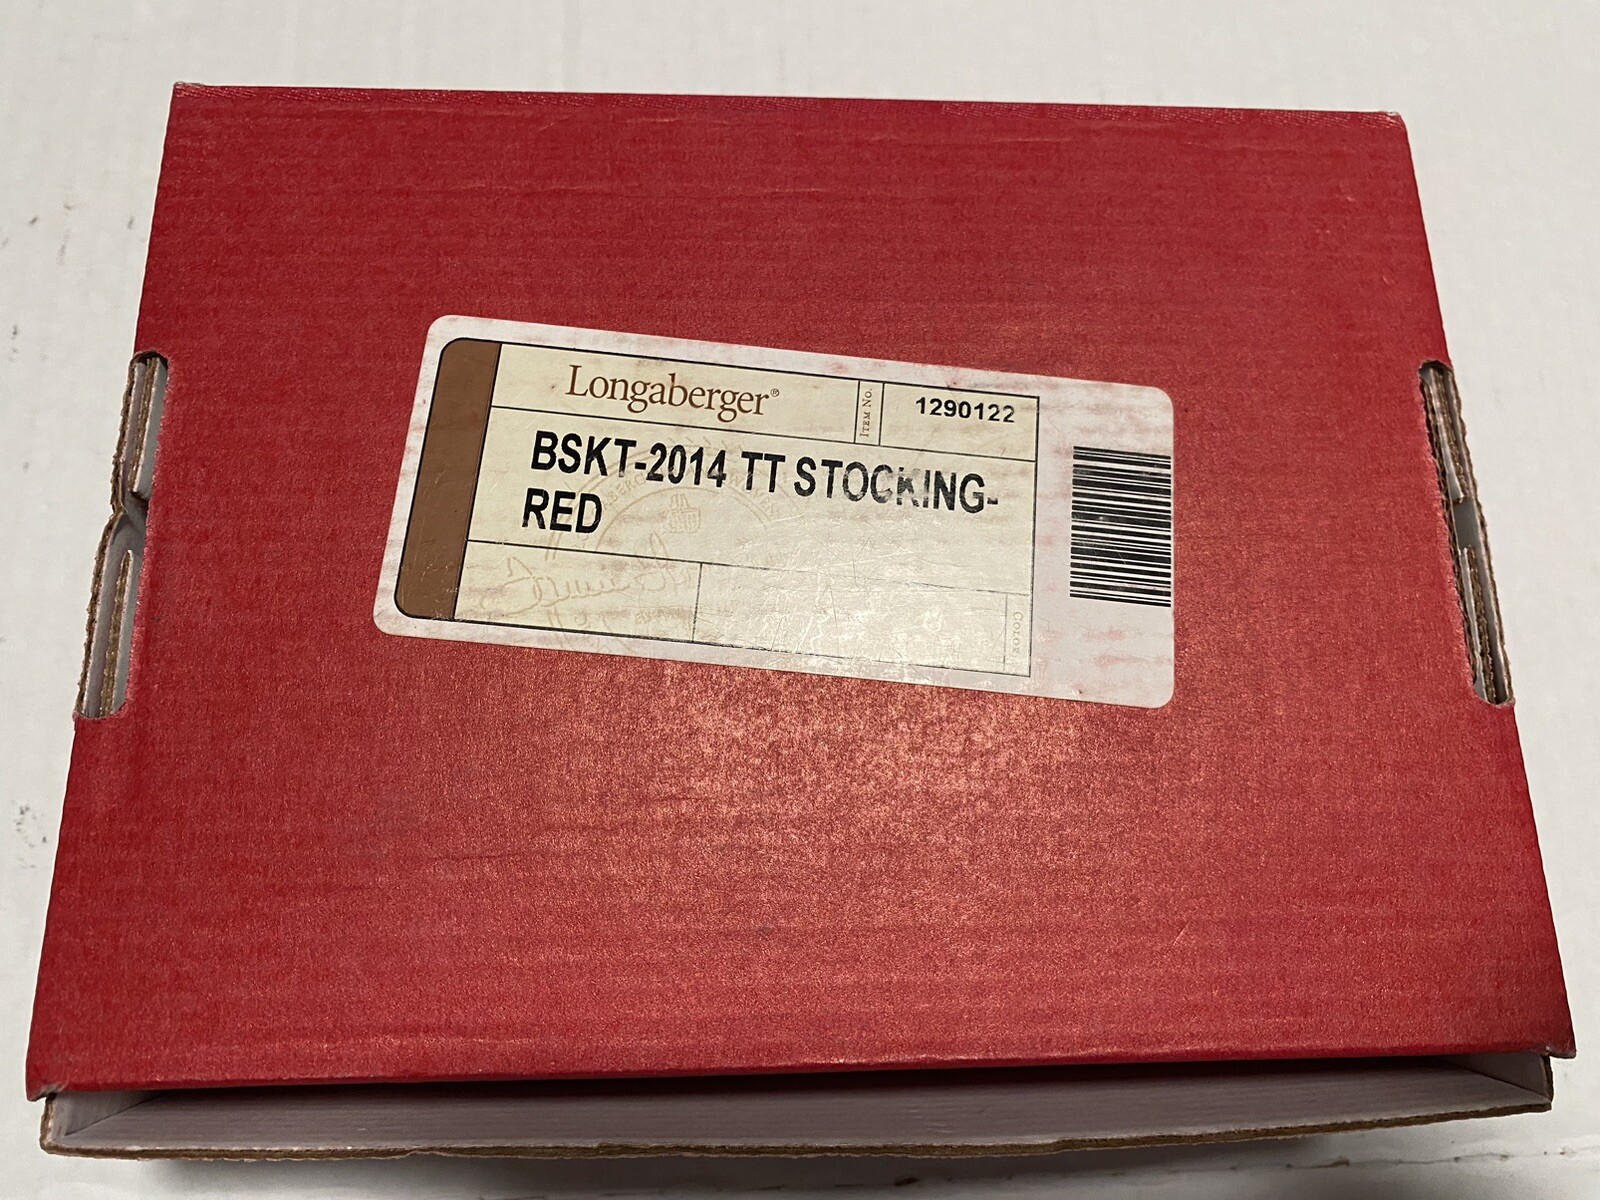 Longaberger®
ITEM NO.
1290122
BSKT-2014 TT STOCKING-
RED
COLOR